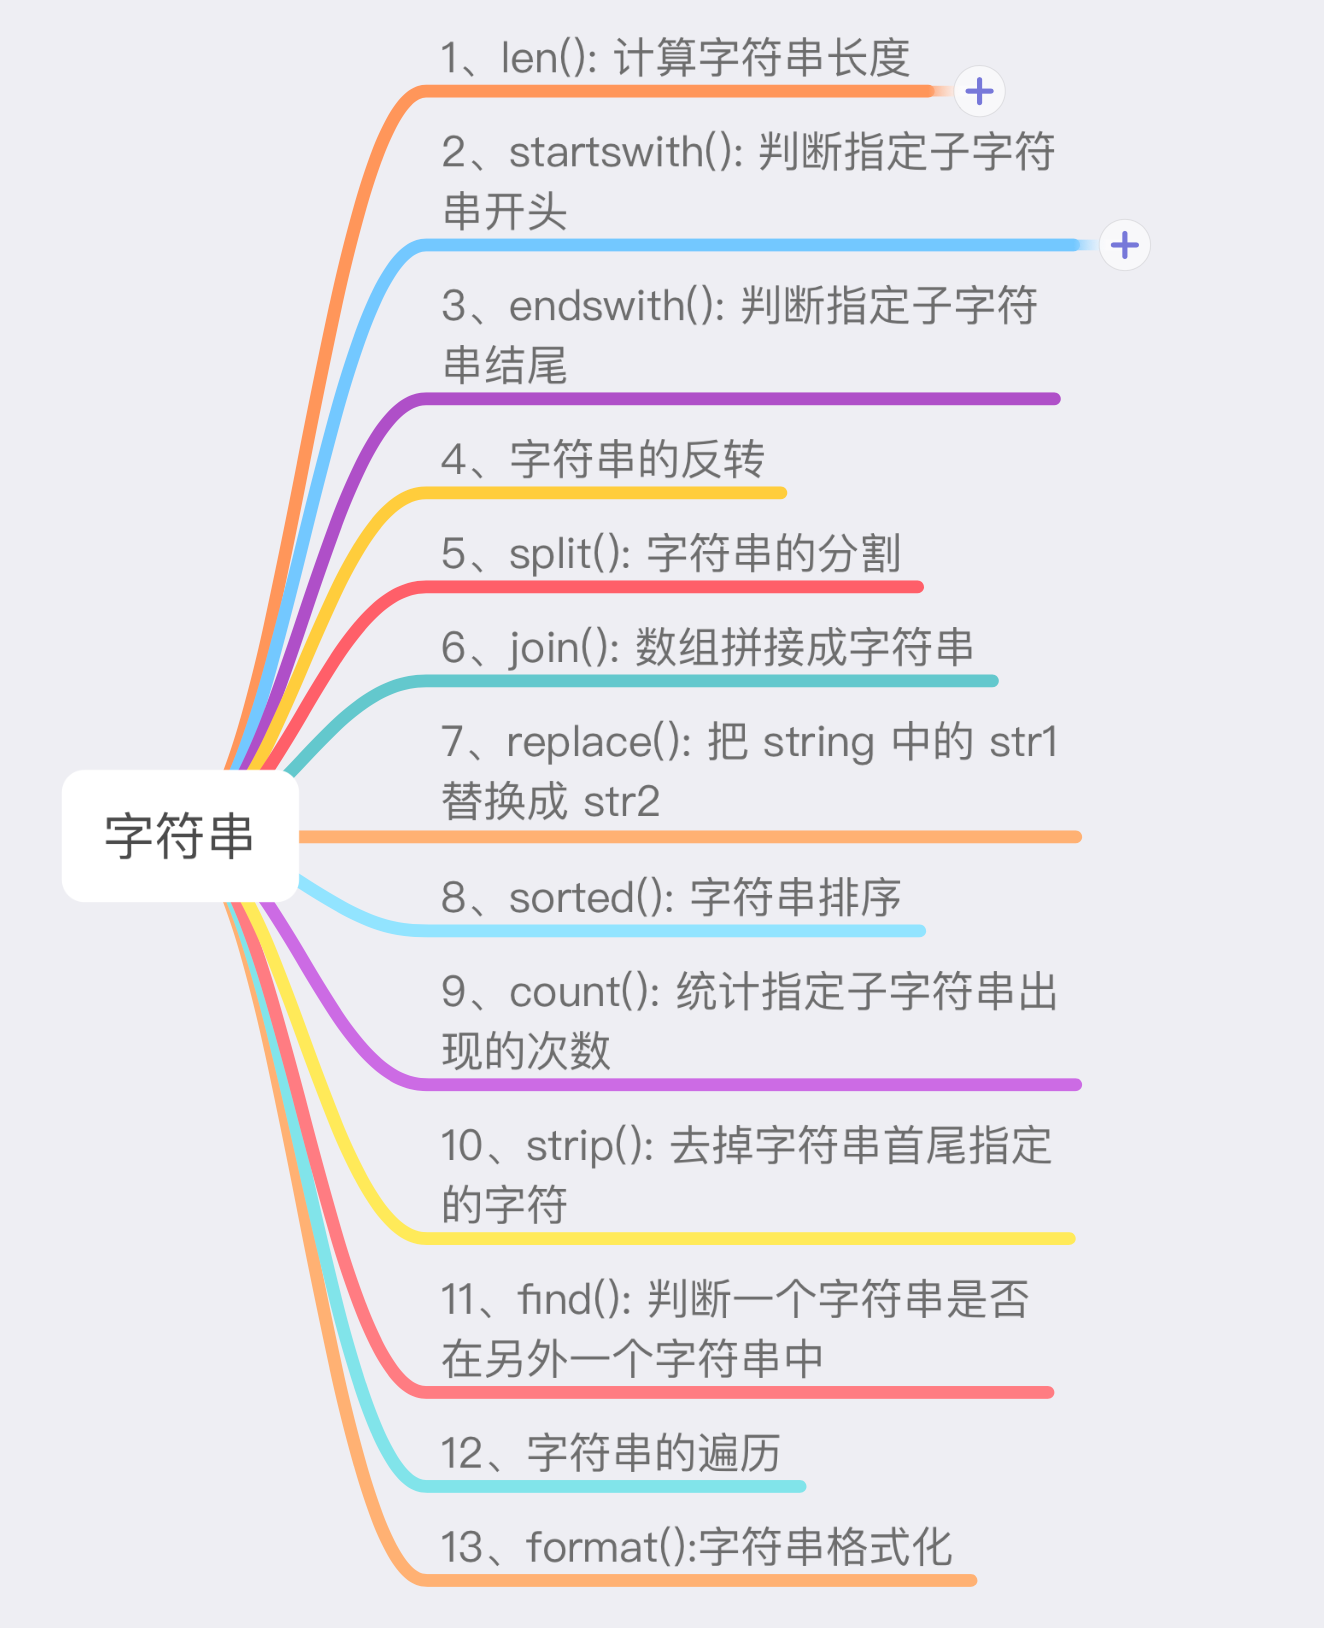 1、len(): 计算字符串长度
2、startswith(): 判断指定子字符
串开头
3、endswith(): 判断指定子字符
串结尾
4、字符串的反转
5、split(): 字符串的分割
6、join(): 数组拼接成字符串
7、replace(): 把 string 中的 str1
替换成 str2
字符串
8、sorted(): 字符串排序
9、count(): 统计指定子字符串出
现的次数
10、strip(): 去掉字符串首尾指定
的字符
11、find(): 判断一个字符串是否
在另外一个字符串中
12、字符串的遍历
13、format():字符串格式化